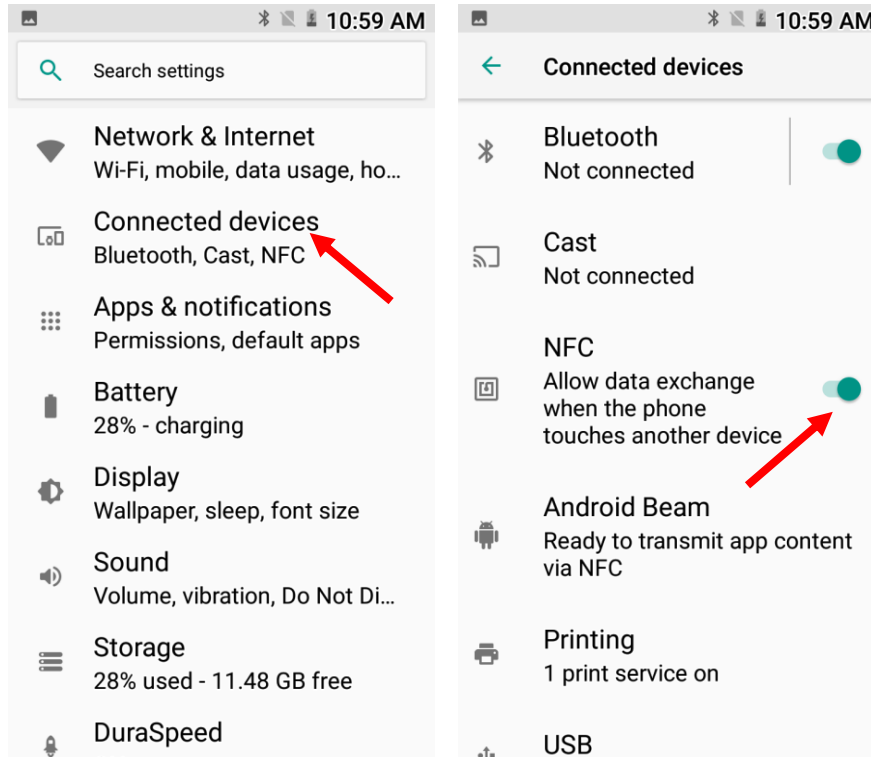 10:59 AM
Search settings
Network & Internet
Wi-Fi, mobile, data usage, ho...
Connected devices
Bluetooth, Cast, NFC
Apps & notifications
Permissions, default apps
Battery
28% - charging
Display
Wallpaper, sleep, font size
Sound
Volume, vibration, Do Not Di...
Storage
28% used - 11.48 GB free
DuraSpeed
10:59 AM
Connected devices
Bluetooth
Not connected
Cast
Not connected
NFC
Allow data exchange
when the phone
touches another device
Android Beam
Ready to transmit app content
via NFC
Printing
1 print service on
USB